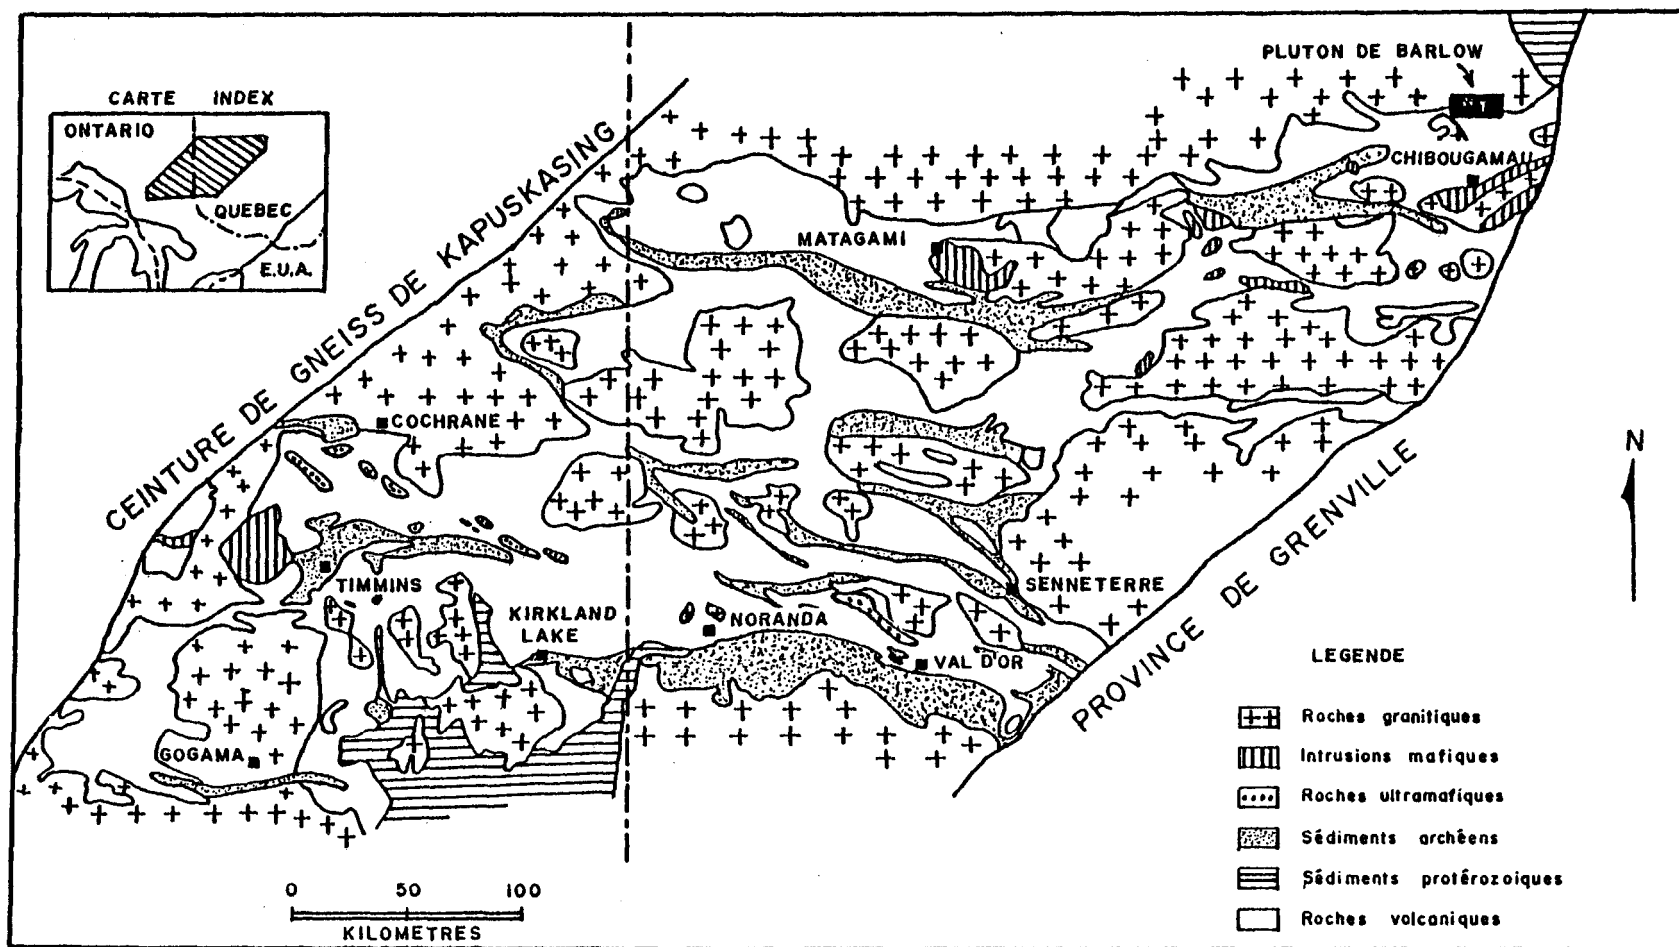 PLUTON DE BARLOW
CARTE INDEX
ONTARIO
QUEBEC
E.U.A.
CEINTURE DE GNEISS DE KAPUSKASING
CHIBOUGAMAU
MATAGAMI
COCHRANE
N
TIMMINS
SENNETERRE
KIRKLAND
LAKE
NORANDA
VAL D'OR
GOGAMA
PROVINCE DE GRENVILLE
LEGENDE
Roches granitiques
Intrusions mafiques
Roches ultramafiques
Sédiments archéens
Sédiments protérozoiques
Roches volcaniques
0 50 100
KILOMETRES